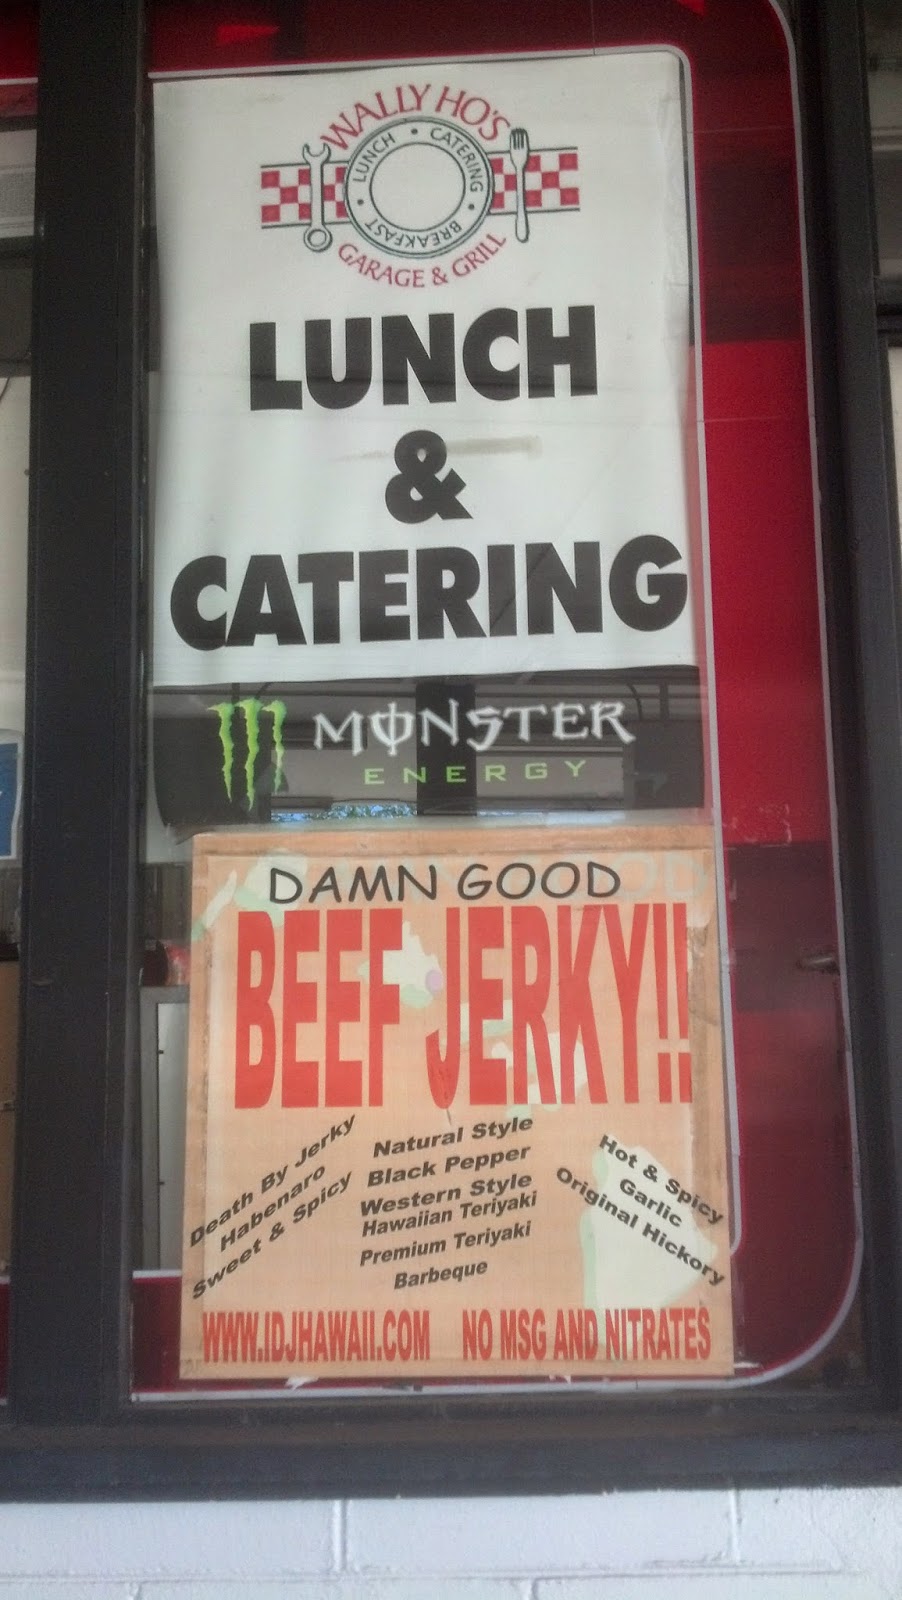 WALLY HO'S
LUNCH • CATERING • BREAKFAST •
GARAGE & GRILL
LUNCH
&
CATERING
MONSTER
ENERGY
DAMN GOOD
BEEF JERKY!!
Death By Jerky
Habenaro
Sweet & Spicy
Natural Style
Black Pepper
Western Style
Hawaiian Teriyaki
Premium Teriyaki
Barbeque
Hot & Spicy
Garlic
Original Hickory
WWW.IDJHAWAII.COM NO MSG AND NITRATES